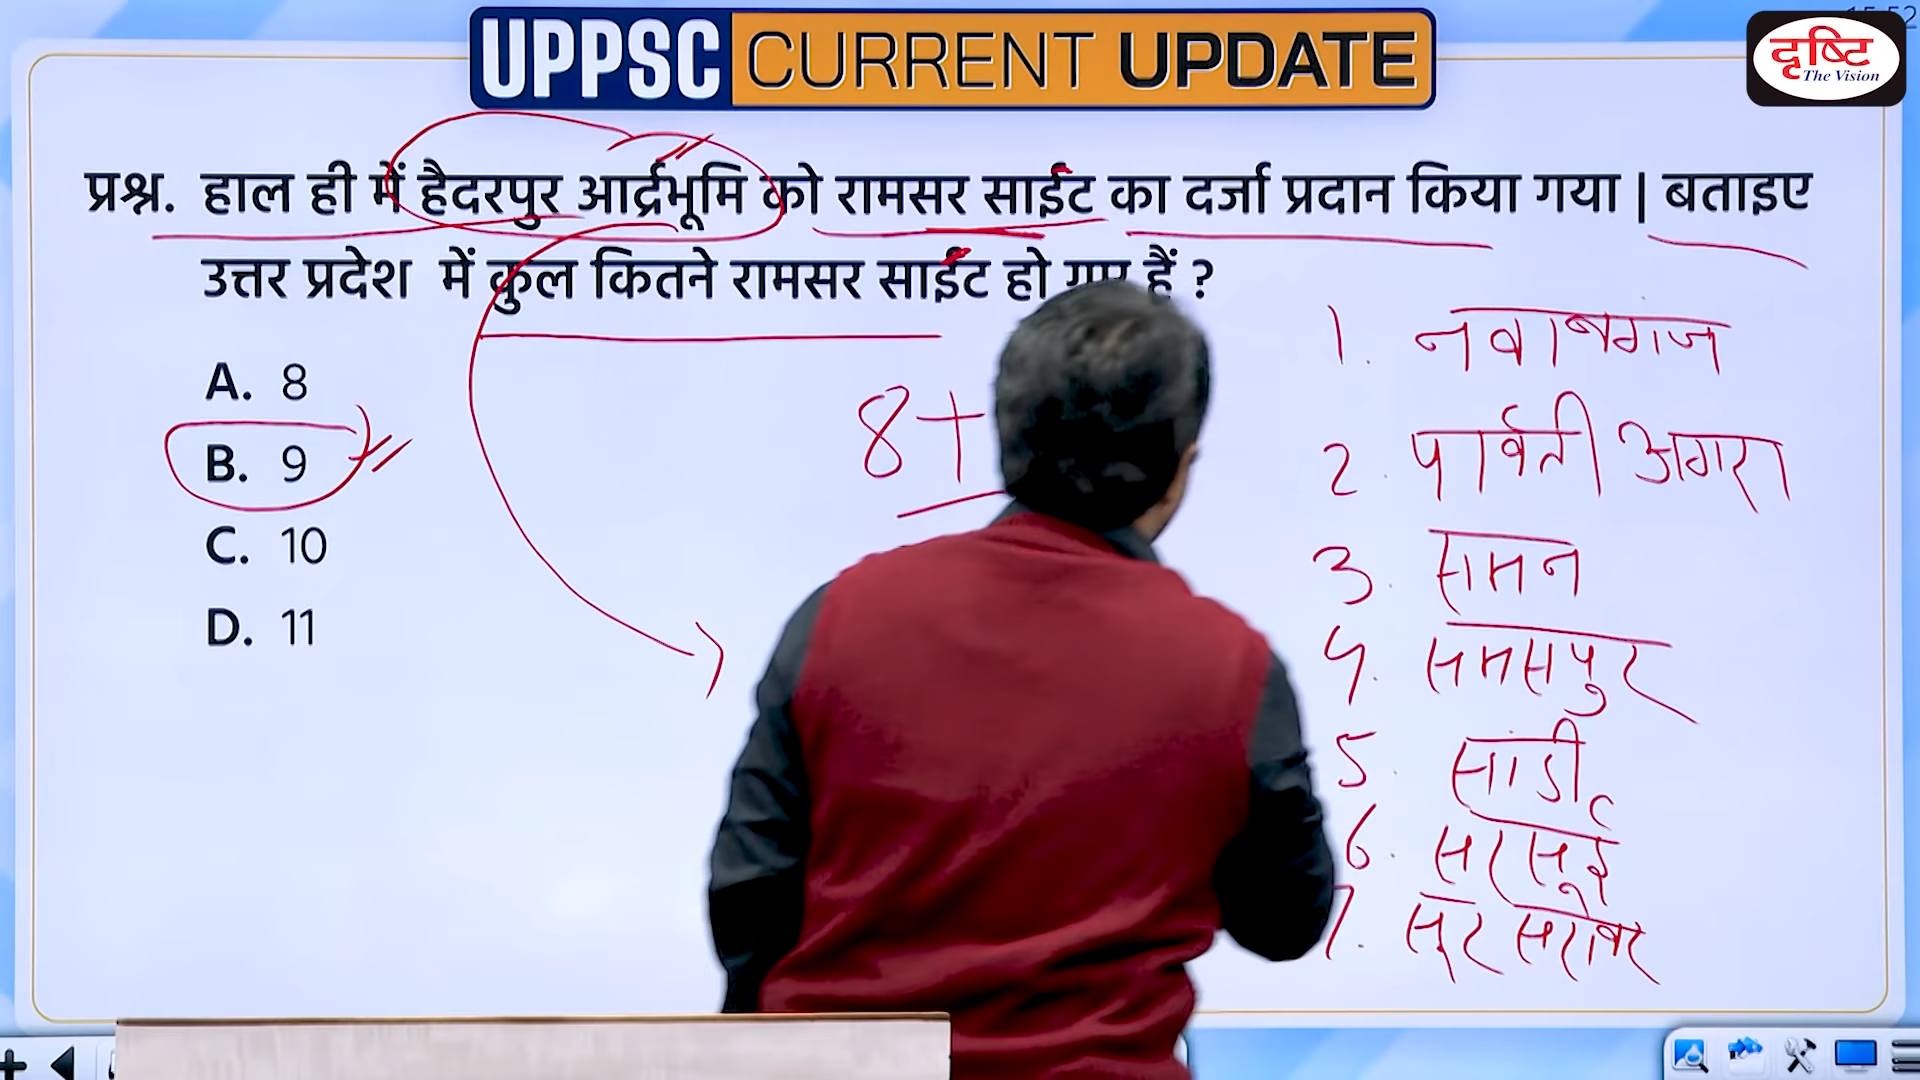 UPPSC CURRENT UPDATE
दृष्टि
The Vision
प्रश्न. हाल ही में हैदरपुर आर्द्रभूमि को रामसर साईट का दर्जा प्रदान किया गया | बताइए
उत्तर प्रदेश में कुल कितने रामसर साईट हो गए हैं ?
A. 8
B. 9
C. 10
D. 11
8+
1. नवाबगंज
2. पार्वती अगरा
3. समन
4. समसपुर
5. सांडी
6. सरसई
7. सूर सरोवर